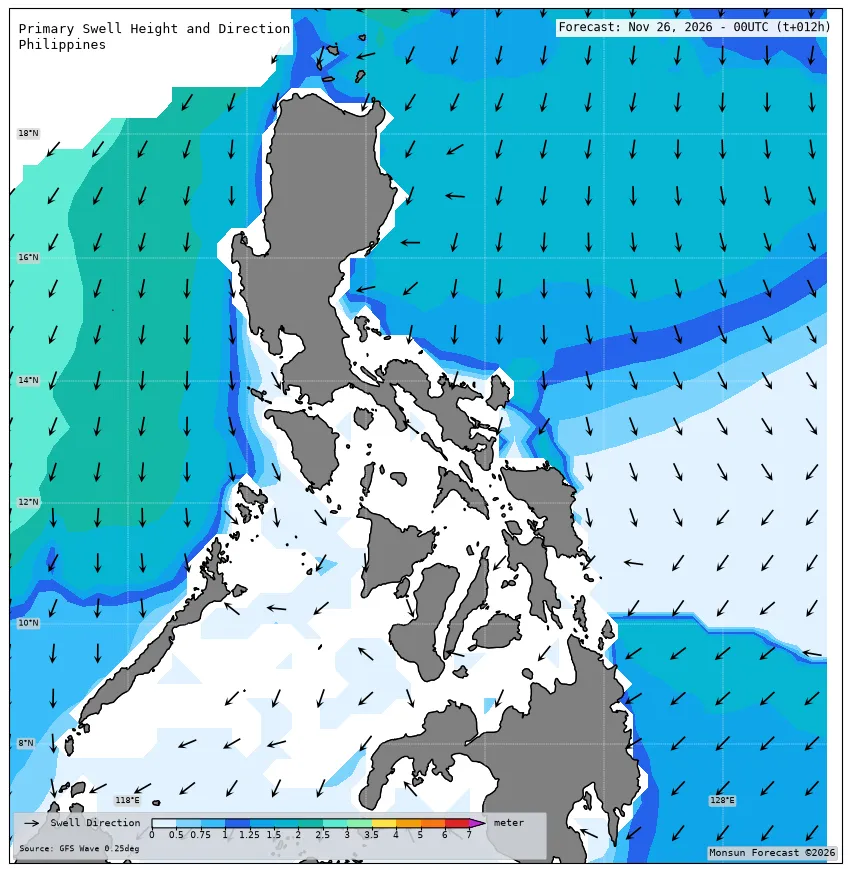 Primary Swell Height and Direction
Philippines
Forecast: Nov 26, 2026 - 00UTC (t+012h)
18°N
16°N
14°N
12°N
10°N
8°N
118°E
128°E
Swell Direction
0 0.5 0.75 1 1.25 1.5 2 2.5 3 3.5 4 5 6 7
meter
Source: GFS Wave 0.25deg
Monsun Forecast ©2026